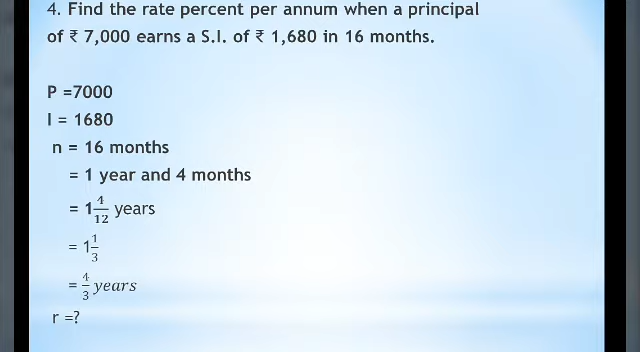 4. Find the rate percent per annum when a principal
of ₹ 7,000 earns a S.I. of ₹ 1,680 in 16 months.
P =7000
I = 1680
n = 16 months
= 1 year and 4 months
= 1 4/12 years
= 1 1/3
= 4/3 years
r =?